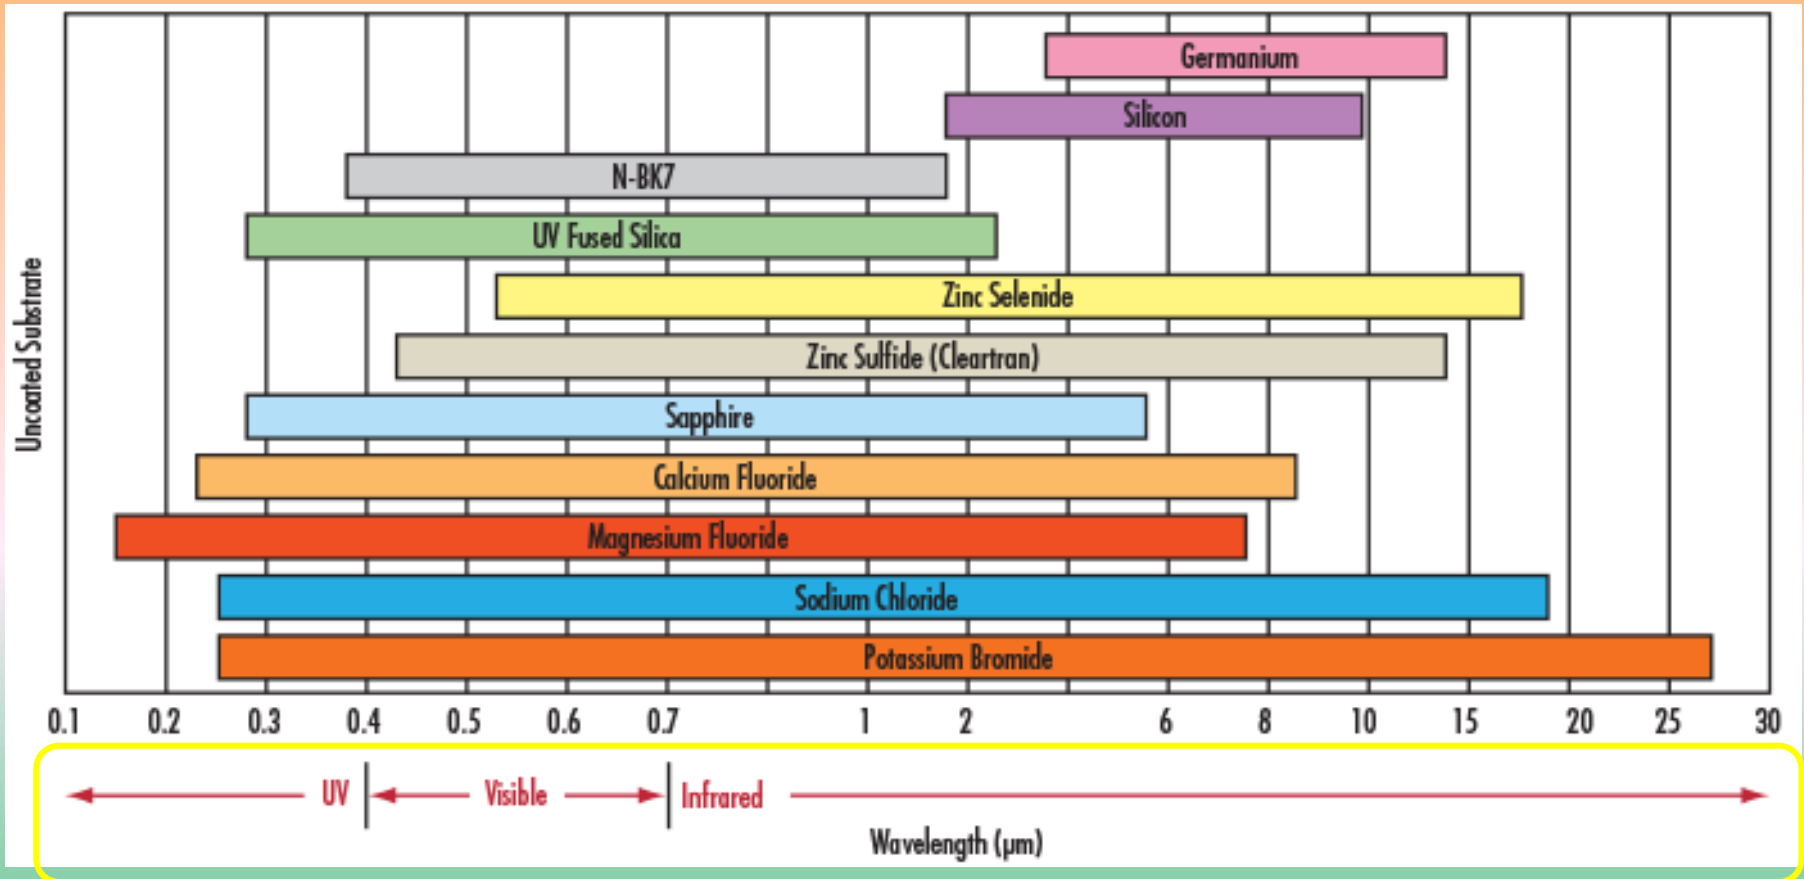 Germanium
Silicon
N-BK7
UV Fused Silica
Zinc Selenide
Zinc Sulfide (Cleartran)
Sapphire
Calcium Fluoride
Magnesium Fluoride
Sodium Chloride
Potassium Bromide
Uncoated Substrate
0.1 0.2 0.3 0.4 0.5 0.6 0.7 1 2 6 8 10 15 20 25 30
UV Visible Infrared
Wavelength (µm)